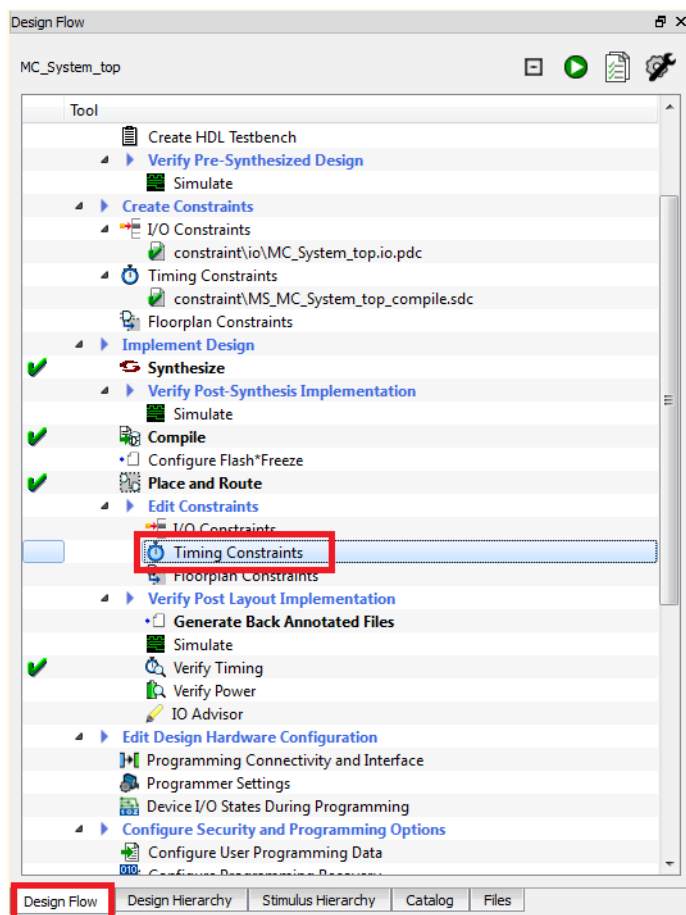 Design Flow
MC_System_top
Tool
Create HDL Testbench
Verify Pre-Synthesized Design
Simulate
Create Constraints
I/O Constraints
constraint\io\MC_System_top.io.pdc
Timing Constraints
constraint\MS_MC_System_top_compile.sdc
Floorplan Constraints
Implement Design
Synthesize
Verify Post-Synthesis Implementation
Simulate
Compile
Configure Flash*Freeze
Place and Route
Edit Constraints
I/O Constraints
Timing Constraints
Floorplan Constraints
Verify Post Layout Implementation
Generate Back Annotated Files
Simulate
Verify Timing
Verify Power
IO Advisor
Edit Design Hardware Configuration
Programming Connectivity and Interface
Programmer Settings
Device I/O States During Programming
Configure Security and Programming Options
Configure User Programming Data
Configure Programming Recovery
Design Flow Design Hierarchy Stimulus Hierarchy Catalog Files